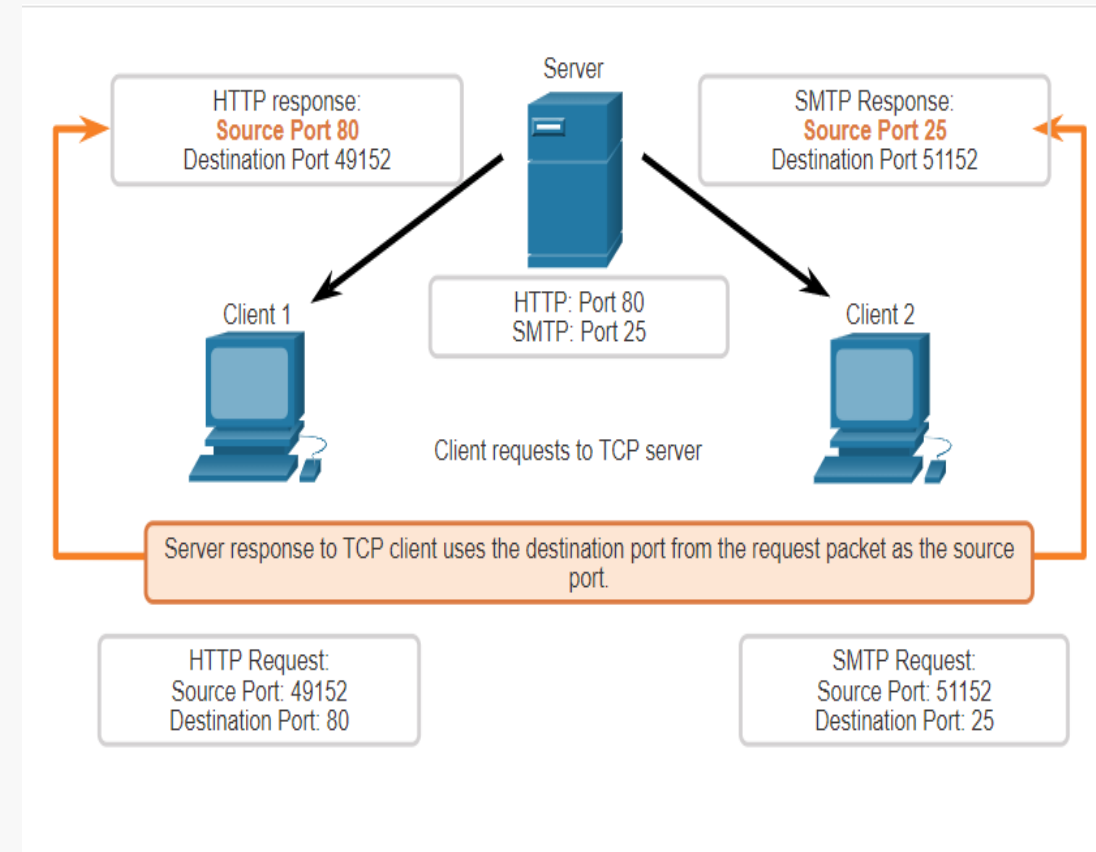 Server
HTTP response:
Source Port 80
Destination Port 49152
SMTP Response:
Source Port 25
Destination Port 51152
HTTP: Port 80
SMTP: Port 25
Client 1
Client 2
Client requests to TCP server
Server response to TCP client uses the destination port from the request packet as the source
port.
HTTP Request:
Source Port: 49152
Destination Port: 80
SMTP Request:
Source Port: 51152
Destination Port: 25